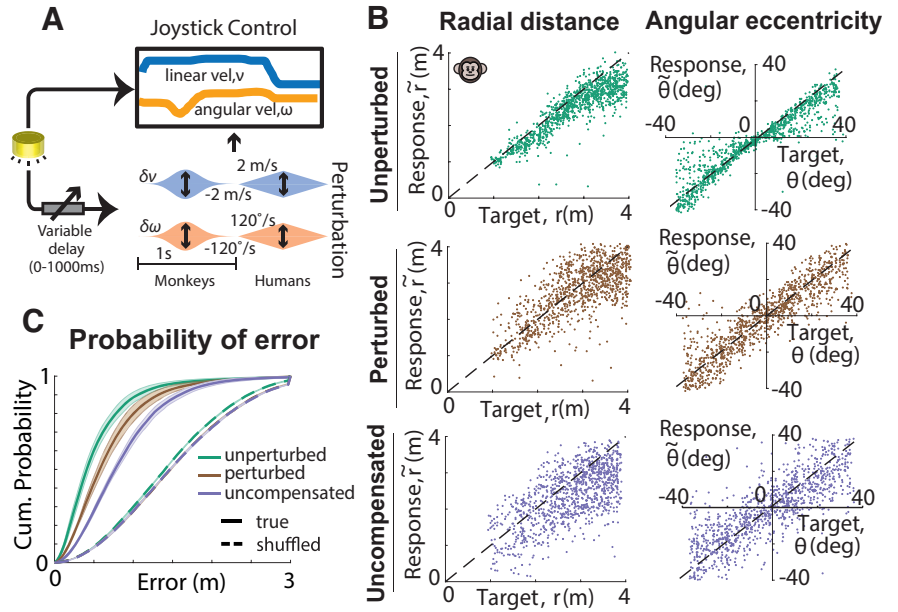 A
Joystick Control
linear vel,ν
angular vel,ω
Perturbation
δν
2 m/s
-2 m/s
δω
120°/s
-120°/s
1s
Monkeys
Humans
Variable
delay
(0-1000ms)
B
Radial distance
Angular eccentricity
Unperturbed
Response, r̃ (m)
4
0
0
Target, r(m)
4
Response,
θ̃(deg)
40
-40
0
40
Target,
θ(deg)
-40
Perturbed
Response, r̃ (m)
4
0
0
Target, r(m)
4
Response,
θ̃(deg)
40
-40
0
40
Target,
θ (deg)
-40
Uncompensated
Response, r̃ (m)
4
0
0
Target, r(m)
4
Response,
θ̃(deg)
40
-40
0
40
Target,
θ(deg)
-40
C
Probability of error
Cum. Probability
1
0
0
Error (m)
3
unperturbed
perturbed
uncompensated
true
shuffled